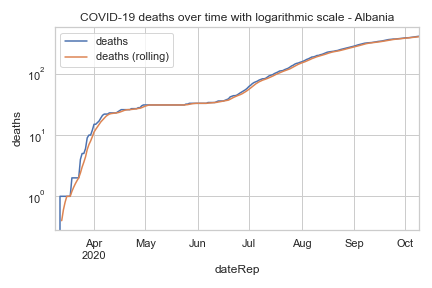 COVID-19 deaths over time with logarithmic scale - Albania
deaths
deaths (rolling)
deaths
10²
10¹
10⁰
Apr May Jun Jul Aug Sep Oct
2020
dateRep